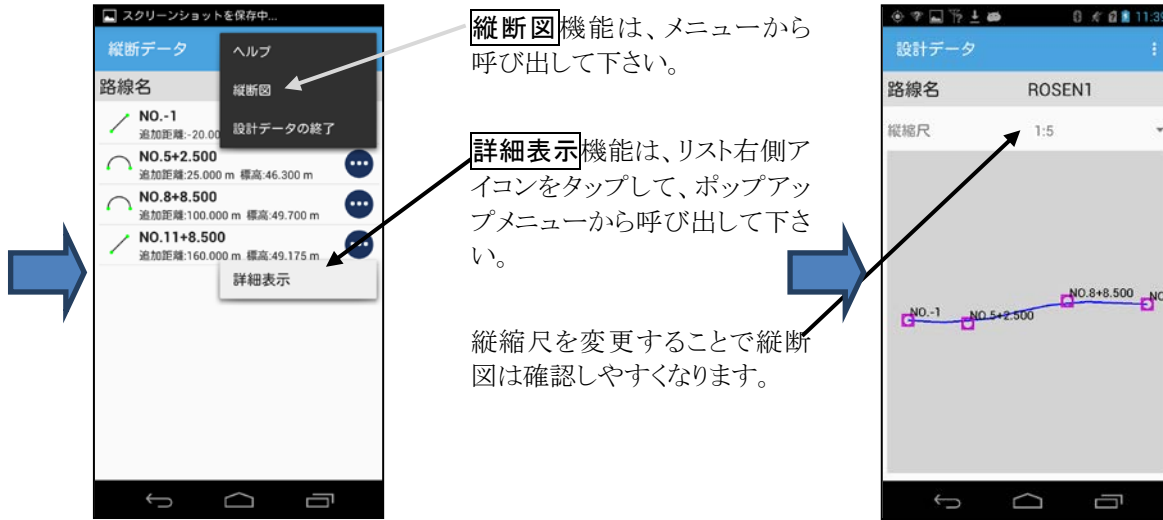 スクリーンショットを保存中...
縦断データ
ヘルプ
縦断図
設計データの終了
路線名
NO.-1
追加距離:-20.00
NO.5+2.500
追加距離:25.000 m 標高:46.300 m
NO.8+8.500
追加距離:100.000 m 標高:49.700 m
NO.11+8.500
追加距離:160.000 m 標高:49.175 m
詳細表示
縦断図機能は、メニューから
呼び出して下さい。
詳細表示機能は、リスト右側ア
イコンをタップして、ポップアッ
プメニューから呼び出して下さ
い。
縦縮尺を変更することで縦断
図は確認しやすくなります。
11:39
設計データ
路線名 ROSEN1
縦縮尺 1:5
NO.-1
NO.5+2.500
NO.8+8.500
NO